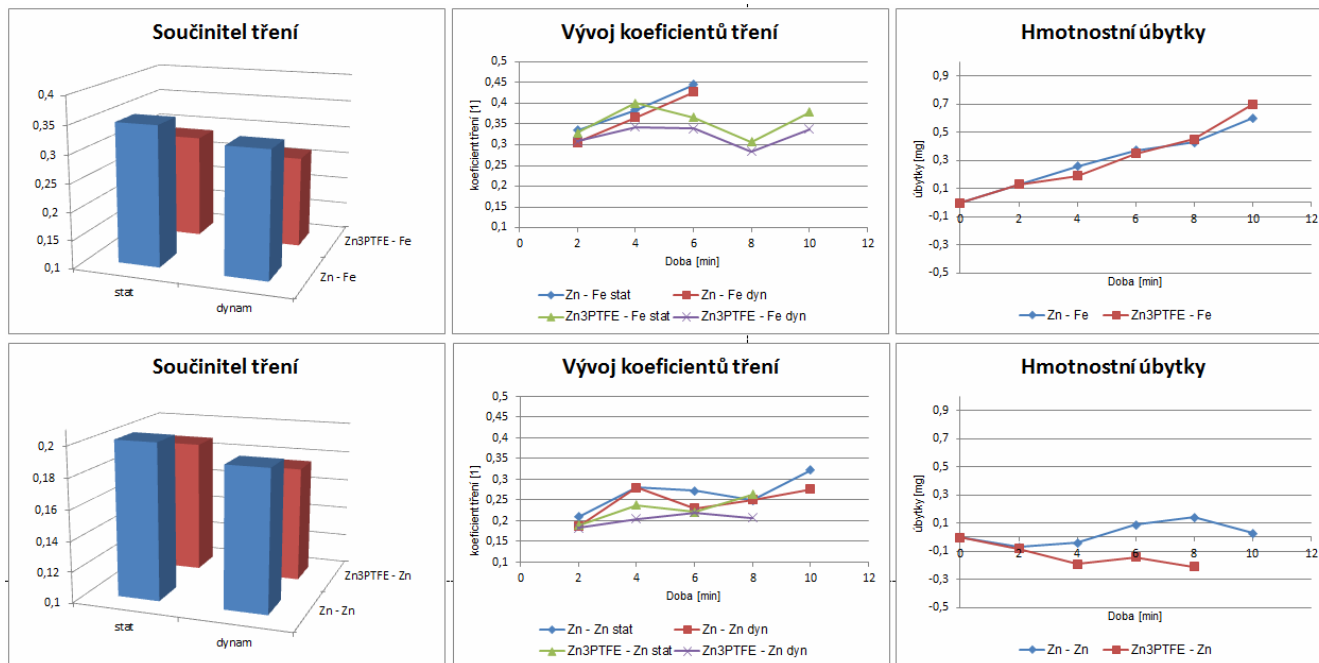 Součinitel tření
0,4
0,35
0,3
0,25
0,2
0,15
0,1
stat
dynam
Zn3PTFE - Fe
Zn - Fe
Vývoj koeficientů tření
koeficient tření [1]
0,5
0,45
0,4
0,35
0,3
0,25
0,2
0,15
0,1
0 2 4 6 8 10 12
Doba [min]
Zn - Fe stat Zn - Fe dyn
Zn3PTFE - Fe stat Zn3PTFE - Fe dyn
Hmotnostní úbytky
úbytky [mg]
0,9
0,7
0,5
0,3
0,1
-0,1
-0,3
-0,5
0 2 4 6 8 10 12
Doba [min]
Zn - Fe Zn3PTFE - Fe
Součinitel tření
0,2
0,18
0,16
0,14
0,12
0,1
stat
dynam
Zn3PTFE - Zn
Zn - Zn
Vývoj koeficientů tření
koeficient tření [1]
0,5
0,45
0,4
0,35
0,3
0,25
0,2
0,15
0,1
0 2 4 6 8 10 12
Doba [min]
Zn - Zn stat Zn - Zn dyn
Zn3PTFE - Zn stat Zn3PTFE - Zn dyn
Hmotnostní úbytky
úbytky [mg]
0,9
0,7
0,5
0,3
0,1
-0,1
-0,3
-0,5
0 2 4 6 8 10 12
Doba [min]
Zn - Zn Zn3PTFE - Zn